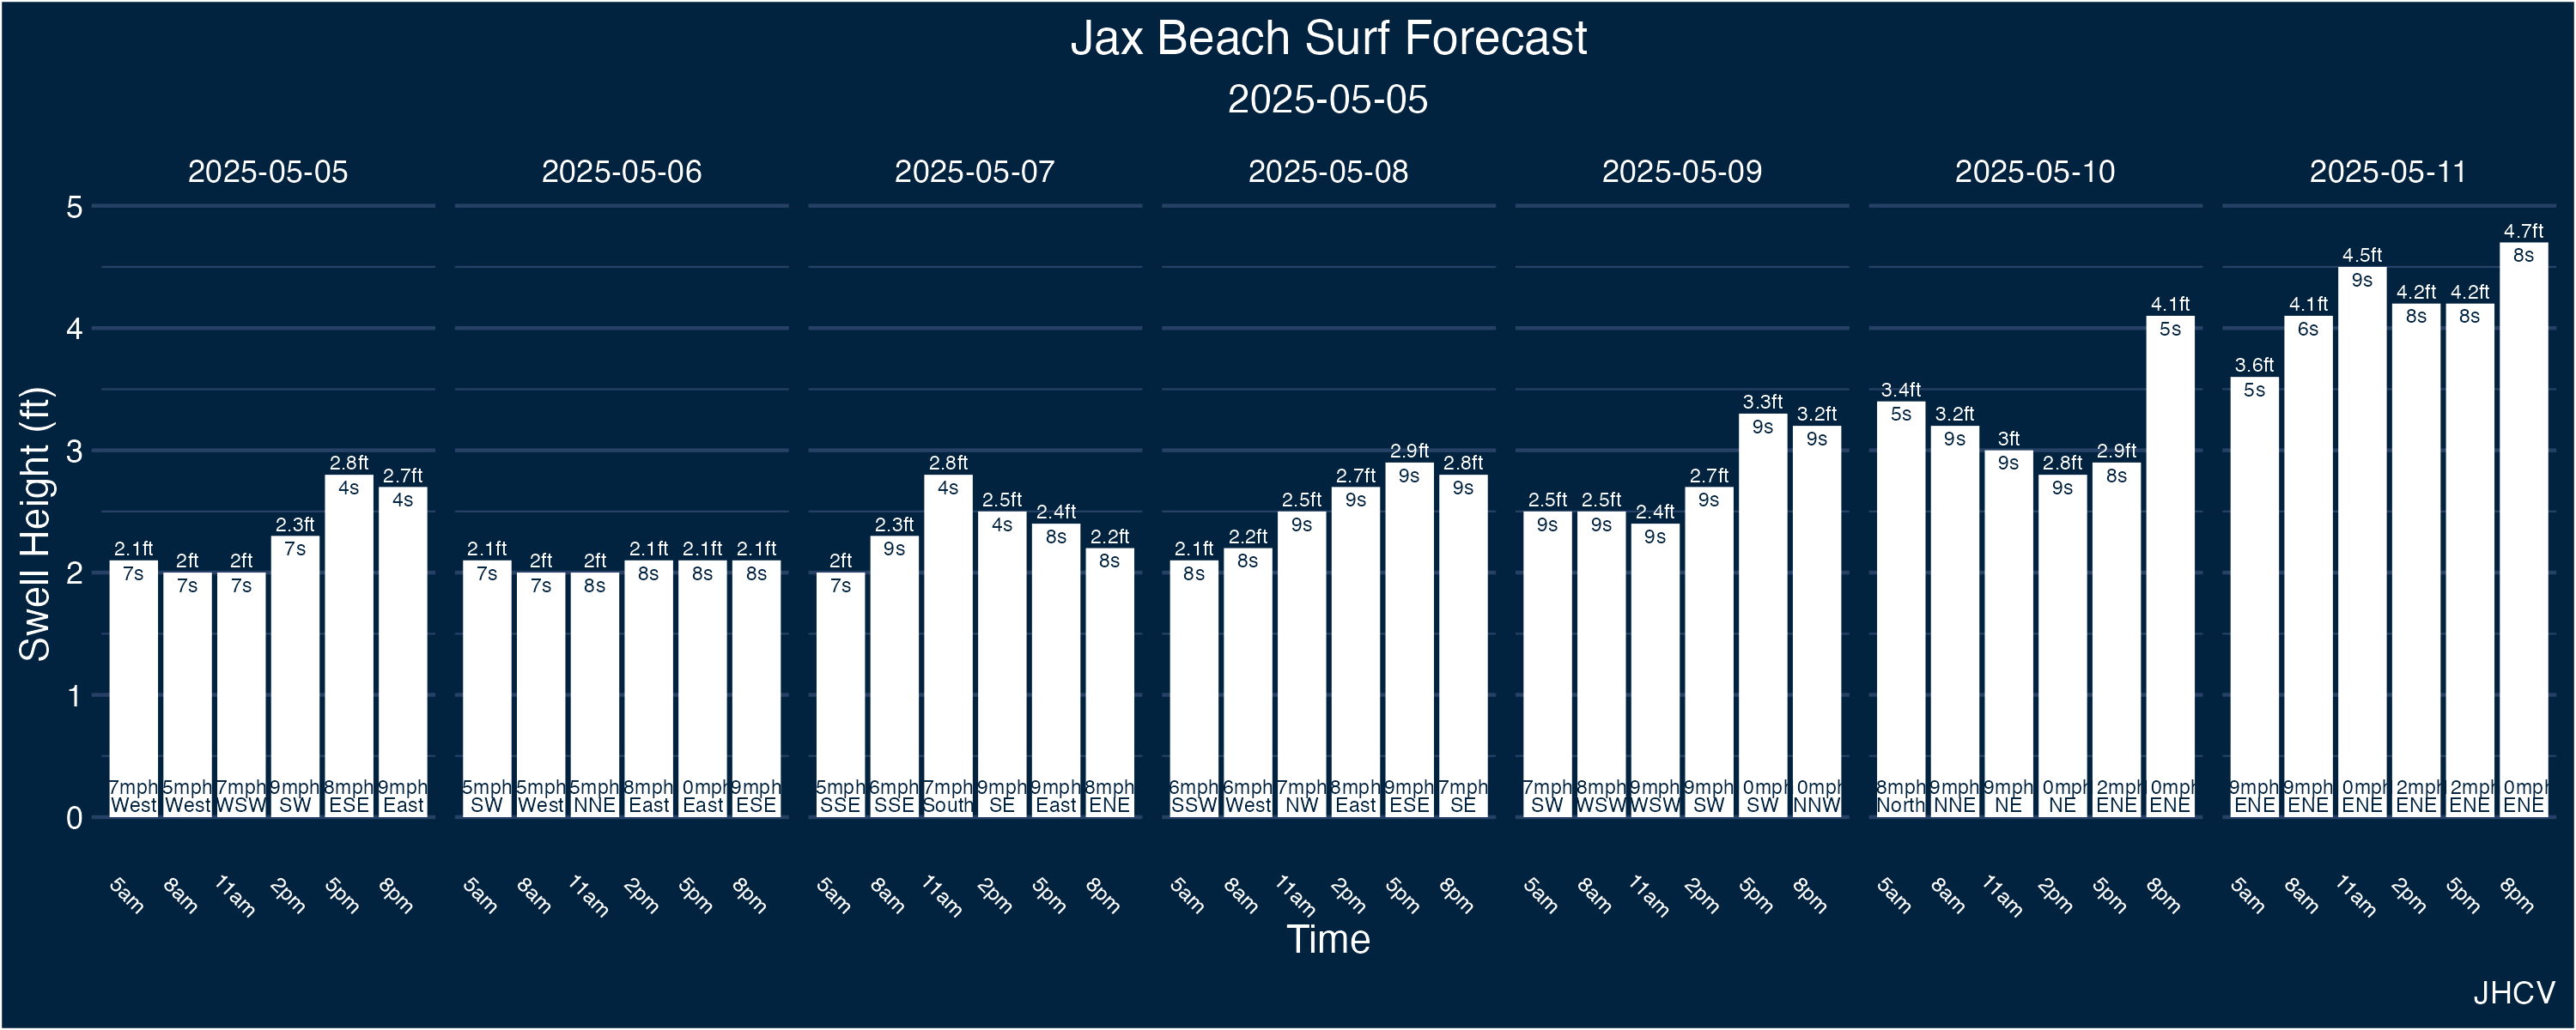 Jax Beach Surf Forecast
2025-05-05
2025-05-05 2025-05-06 2025-05-07 2025-05-08 2025-05-09 2025-05-10 2025-05-11
Swell Height (ft)
5
4
3
2
1
0
2.1ft 2ft 2ft 2.3ft 2.8ft 2.7ft
7s 7s 7s 7s 4s 4s
7mph 5mph 7mph 9mph 8mph 9mph
West West WSW SW ESE East
5am 8am 11am 2pm 5pm 8pm
2.1ft 2ft 2ft 2.1ft 2.1ft 2.1ft
7s 7s 8s 8s 8s 8s
5mph 5mph 5mph 8mph 0mph 9mph
SW West NNE East East ESE
5am 8am 11am 2pm 5pm 8pm
2ft 2.3ft 2.8ft 2.5ft 2.4ft 2.2ft
7s 9s 4s 4s 8s 8s
5mph 6mph 7mph 9mph 9mph 8mph
SSE SSE South SE East ENE
5am 8am 11am 2pm 5pm 8pm
2.1ft 2.2ft 2.5ft 2.7ft 2.9ft 2.8ft
8s 8s 9s 9s 9s 9s
6mph 6mph 7mph 8mph 9mph 7mph
SSW West NW East ESE SE
5am 8am 11am 2pm 5pm 8pm
2.5ft 2.5ft 2.4ft 2.7ft 3.3ft 3.2ft
9s 9s 9s 9s 9s 9s
7mph 8mph 9mph 9mph 0mph 0mph
SW WSW WSW SW SW NNW
5am 8am 11am 2pm 5pm 8pm
3.4ft 3.2ft 3ft 2.8ft 2.9ft 4.1ft
5s 9s 9s 9s 8s 5s
8mph 9mph 9mph 0mph 2mph 0mph
North NNE NE NE ENE ENE
5am 8am 11am 2pm 5pm 8pm
3.6ft 4.1ft 4.5ft 4.2ft 4.2ft 4.7ft
5s 6s 9s 8s 8s 8s
9mph 9mph 0mph 2mph 2mph 0mph
ENE ENE ENE ENE ENE ENE
5am 8am 11am 2pm 5pm 8pm
Time
JHCV